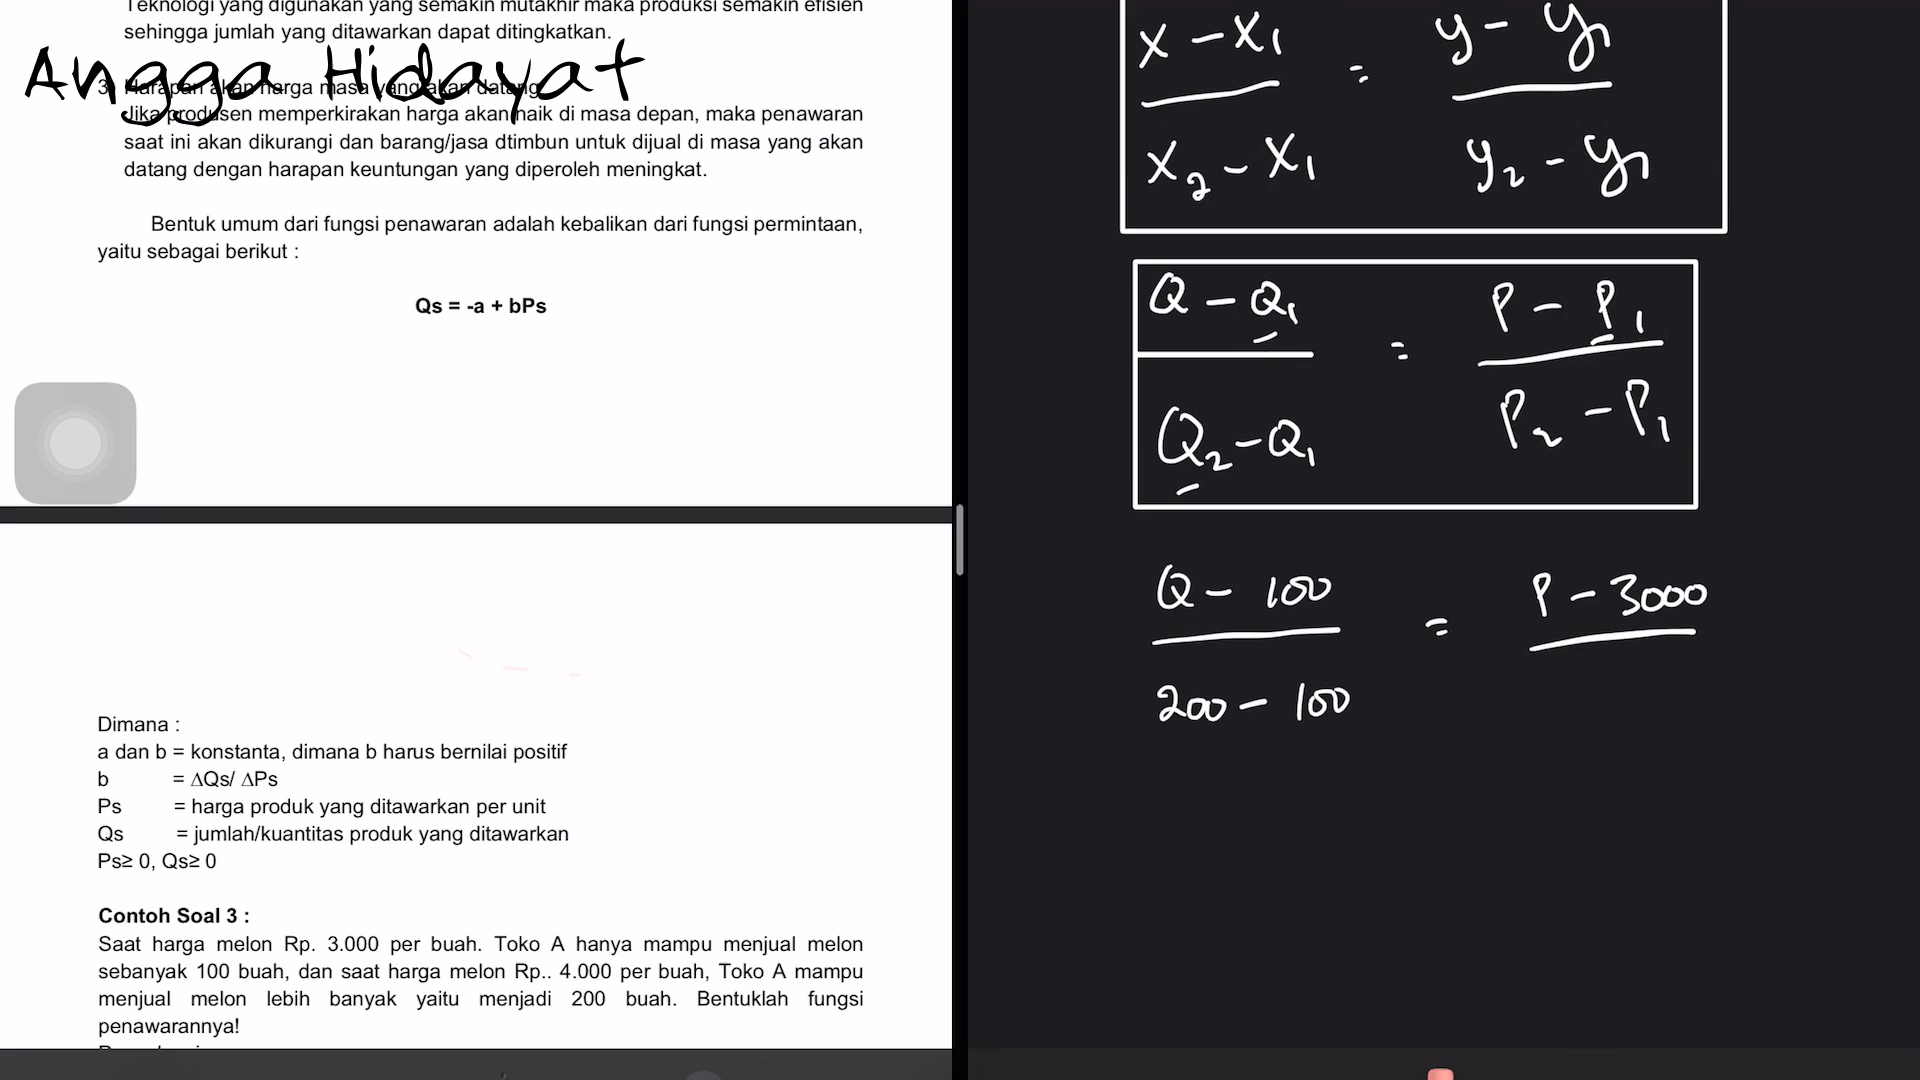 Teknologi yang digunakan yang semakin mutakhir maka produksi semakin efisien
sehingga jumlah yang ditawarkan dapat ditingkatkan.
Angga Hidayat
3. Harapan akan harga masa yang akan datang
Jika produsen memperkirakan harga akan naik di masa depan, maka penawaran
saat ini akan dikurangi dan barang/jasa dtimbun untuk dijual di masa yang akan
datang dengan harapan keuntungan yang diperoleh meningkat.
Bentuk umum dari fungsi penawaran adalah kebalikan dari fungsi permintaan,
yaitu sebagai berikut :
Qs = -a + bPs
Dimana :
a dan b = konstanta, dimana b harus bernilai positif
b = ∆Qs/ ∆Ps
Ps = harga produk yang ditawarkan per unit
Qs = jumlah/kuantitas produk yang ditawarkan
Ps≥ 0, Qs≥ 0
Contoh Soal 3 :
Saat harga melon Rp. 3.000 per buah. Toko A hanya mampu menjual melon
sebanyak 100 buah, dan saat harga melon Rp.. 4.000 per buah, Toko A mampu
menjual melon lebih banyak yaitu menjadi 200 buah. Bentuklah fungsi
penawarannya!
x - x₁ = y - y₁
x₂ - x₁ y₂ - y₁
Q - Q₁ = P - P₁
Q₂ - Q₁ P₂ - P₁
Q - 100 = P - 3000
200 - 100